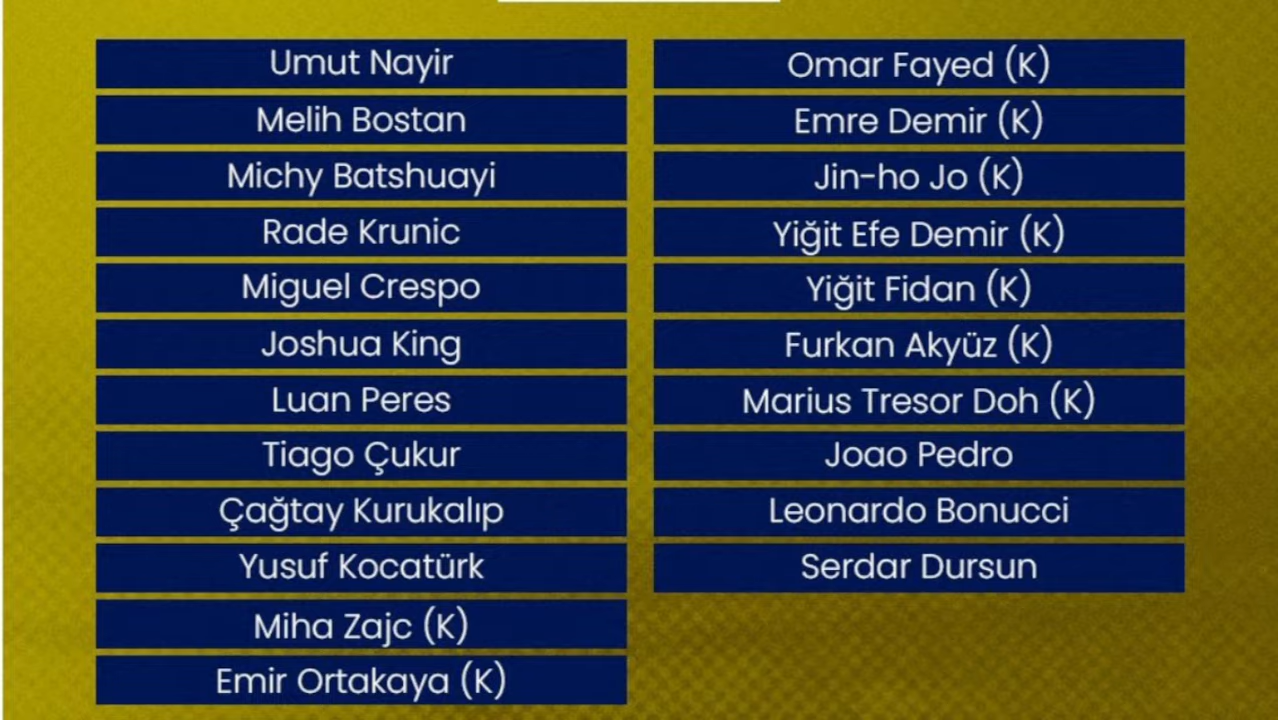 Umut Nayir
Melih Bostan
Michy Batshuayi
Rade Krunic
Miguel Crespo
Joshua King
Luan Peres
Tiago Çukur
Çağtay Kurukalıp
Yusuf Kocatürk
Miha Zajc (K)
Emir Ortakaya (K)
Omar Fayed (K)
Emre Demir (K)
Jin-ho Jo (K)
Yiğit Efe Demir (K)
Yiğit Fidan (K)
Furkan Akyüz (K)
Marius Tresor Doh (K)
Joao Pedro
Leonardo Bonucci
Serdar Dursun